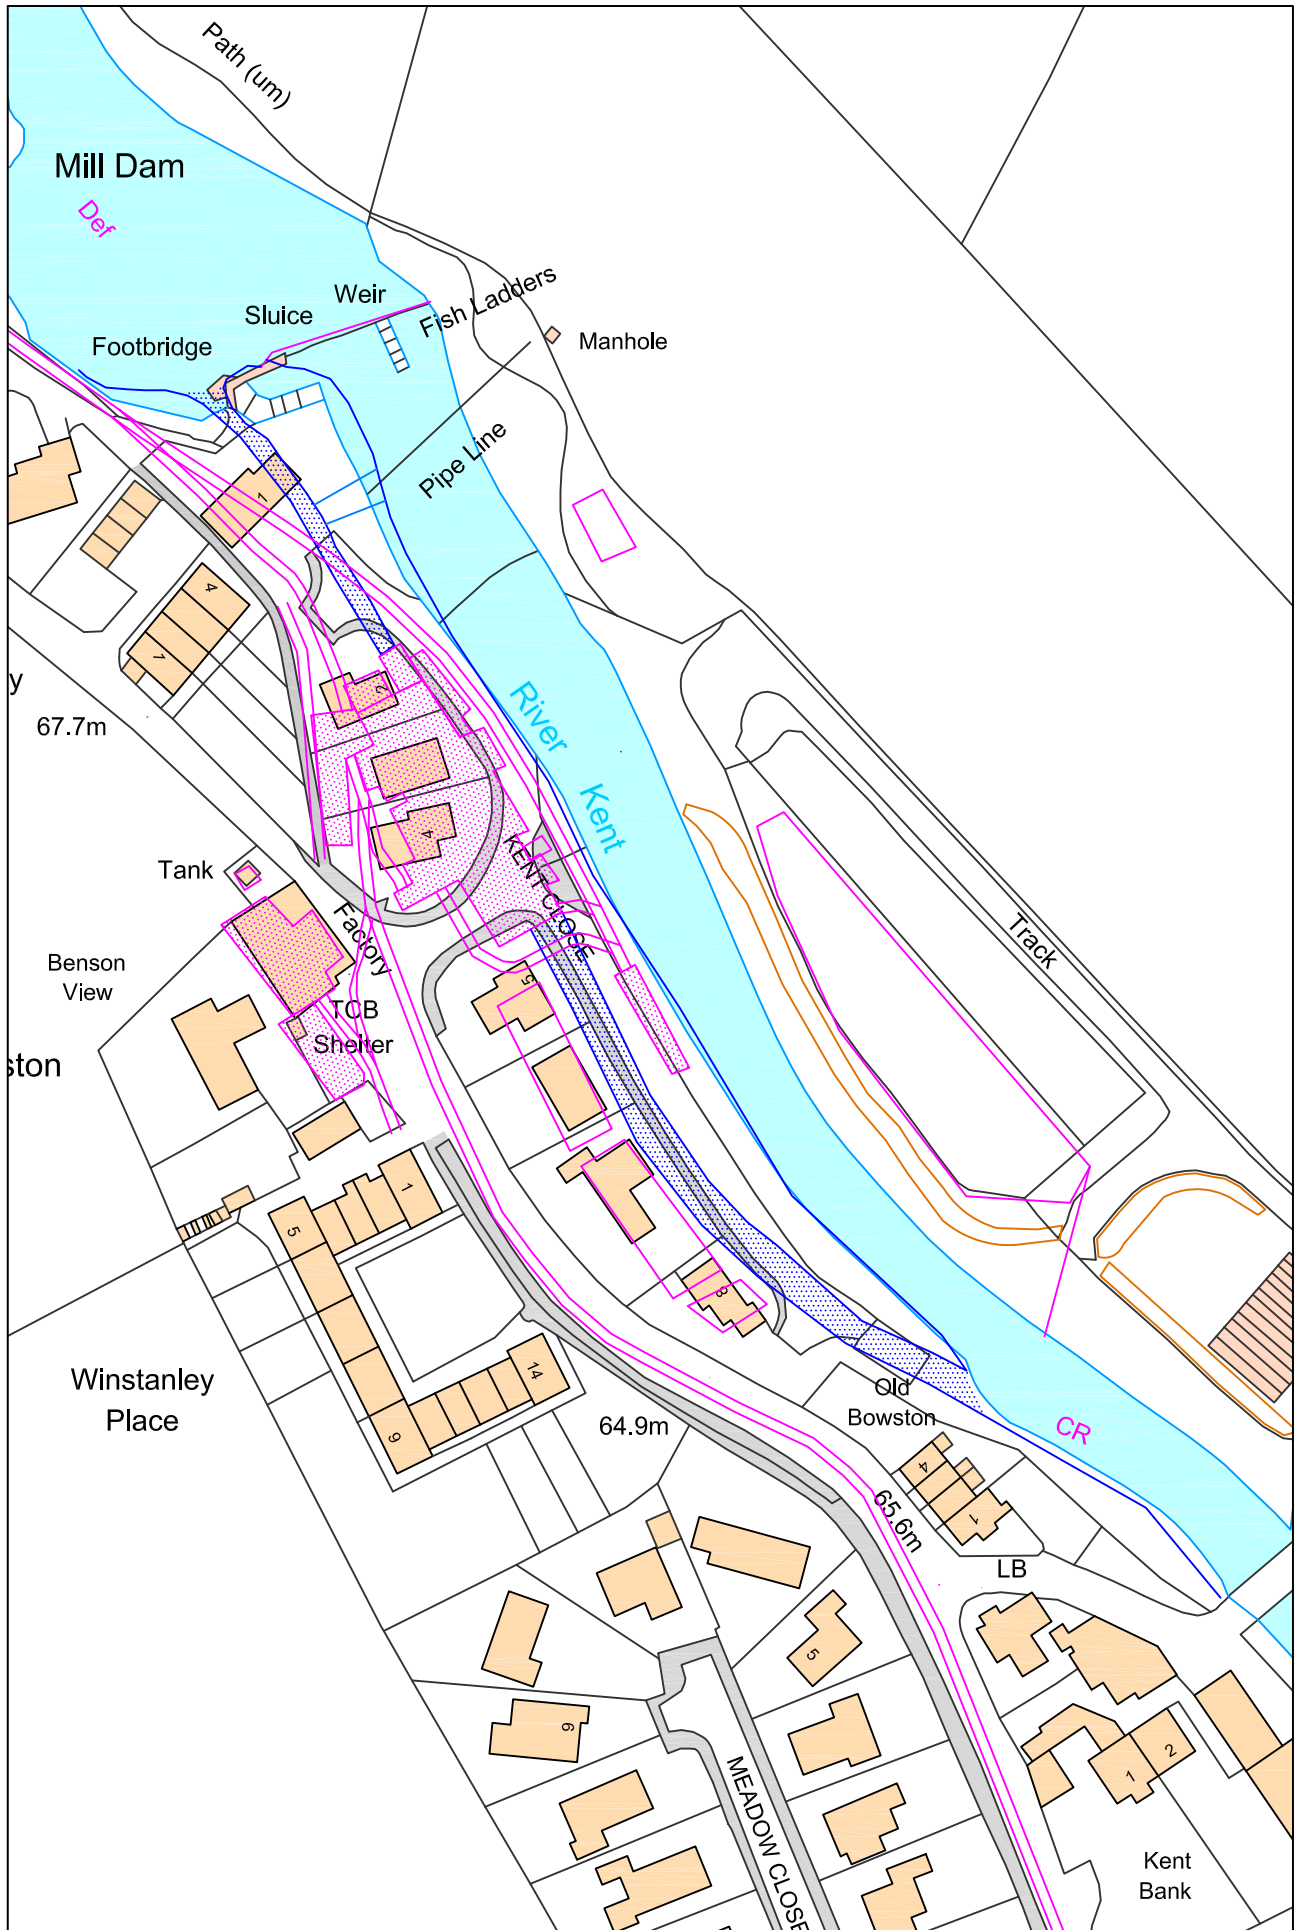 Path (um)
Mill Dam
Def
Weir
Fish Ladders
Sluice
Footbridge
Manhole
Pipe Line
1
4
1
2
River
Kent
67.7m
4
KENT CLOSE
Tank
Factory
Track
Benson
View
TCB
Shelter
5
1
5
8
Winstanley
Place
14
9
64.9m
Old
Bowston
CR
4
1
65.6m
LB
5
6
2
1
MEADOW CLOSE
Kent
Bank